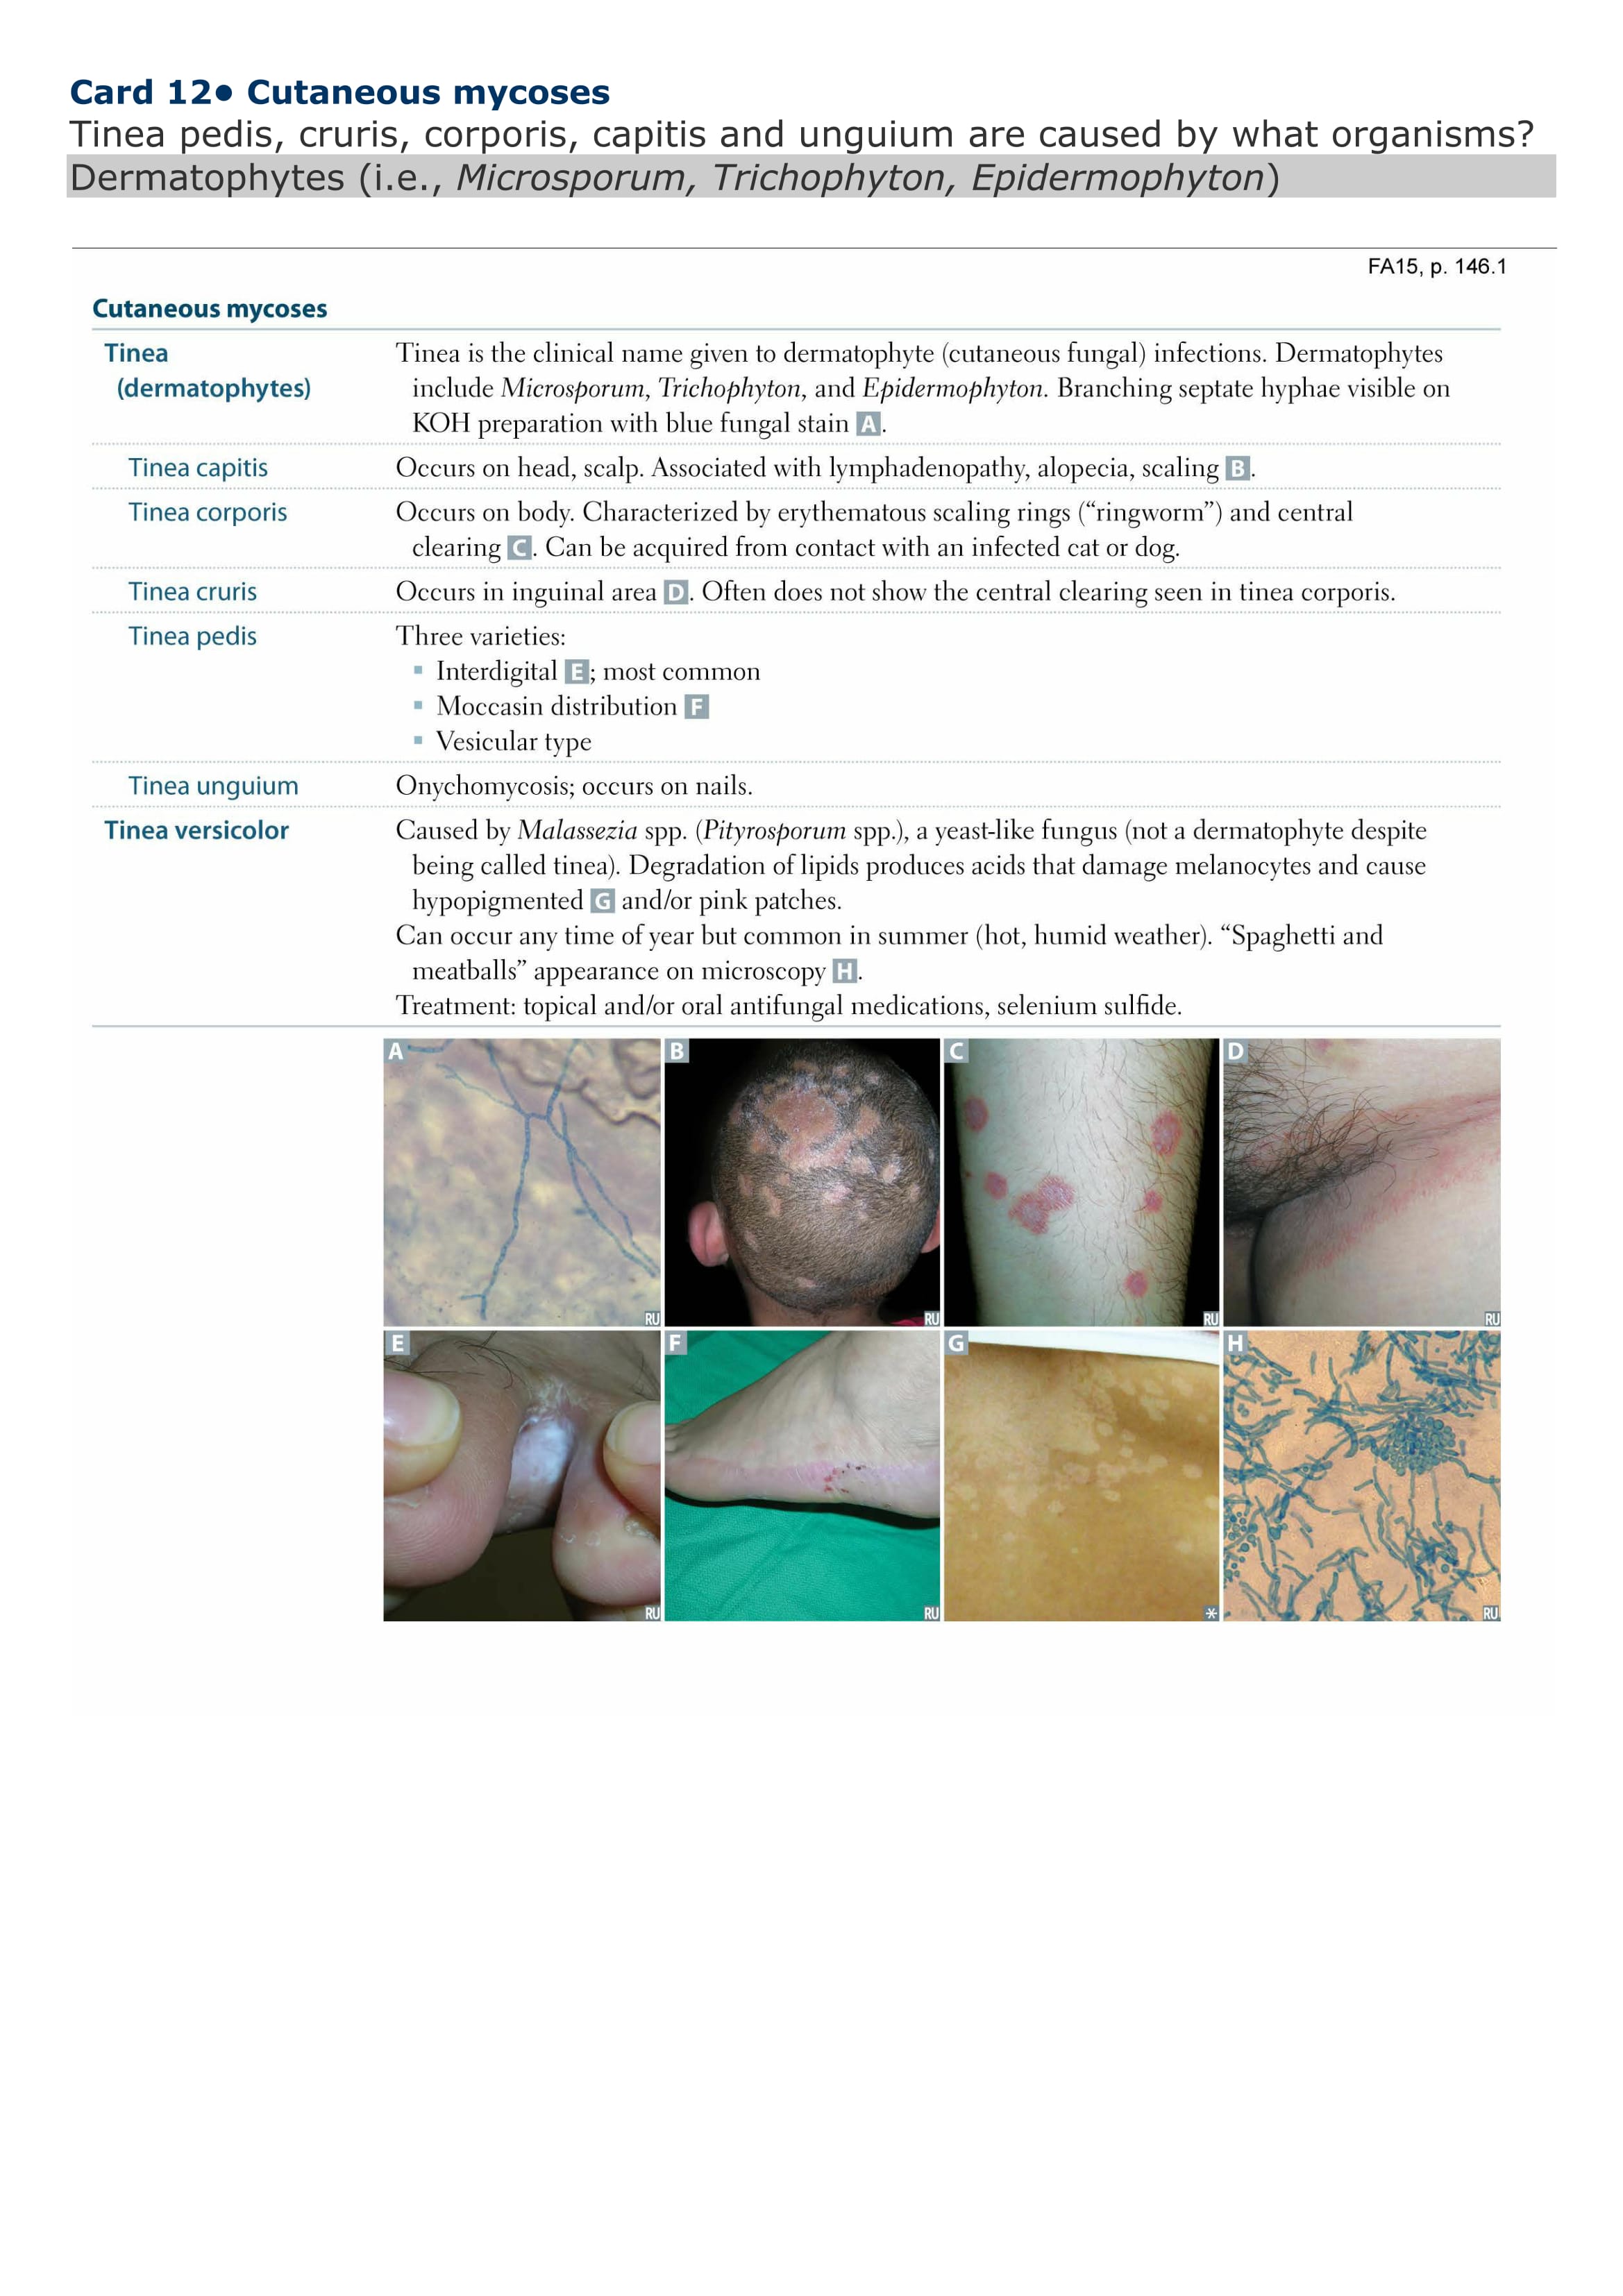 Card 12• Cutaneous mycoses
Tinea pedis, cruris, corporis, capitis and unguium are caused by what organisms?
Dermatophytes (i.e., Microsporum, Trichophyton, Epidermophyton)
FA15, p. 146.1
Cutaneous mycoses
Tinea
(dermatophytes)
Tinea is the clinical name given to dermatophyte (cutaneous fungal) infections. Dermatophytes
include Microsporum, Trichophyton, and Epidermophyton. Branching septate hyphae visible on
KOH preparation with blue fungal stain A.
Tinea capitis
Occurs on head, scalp. Associated with lymphadenopathy, alopecia, scaling B.
Tinea corporis
Occurs on body. Characterized by erythematous scaling rings (“ringworm”) and central
clearing C. Can be acquired from contact with an infected cat or dog.
Tinea cruris
Occurs in inguinal area D. Often does not show the central clearing seen in tinea corporis.
Tinea pedis
Three varieties:
▪ Interdigital E; most common
▪ Moccasin distribution F
▪ Vesicular type
Tinea unguium
Onychomycosis; occurs on nails.
Tinea versicolor
Caused by Malassezia spp. (Pityrosporum spp.), a yeast-like fungus (not a dermatophyte despite
being called tinea). Degradation of lipids produces acids that damage melanocytes and cause
hypopigmented G and/or pink patches.
Can occur any time of year but common in summer (hot, humid weather). “Spaghetti and
meatballs” appearance on microscopy H.
Treatment: topical and/or oral antifungal medications, selenium sulfide.
A
B
C
D
RU
RU
RU
RU
E
F
G
H
RU
RU
*
RU